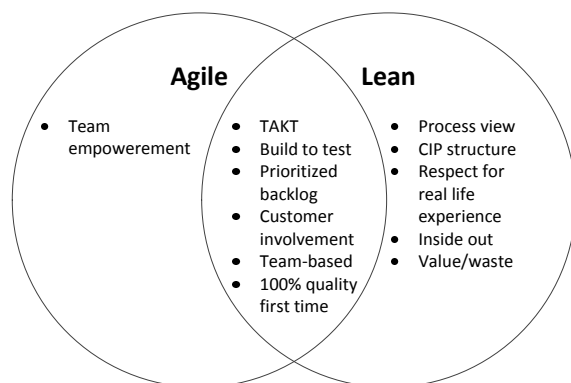 Agile
Lean
• Team
empowerement
• TAKT
• Build to test
• Prioritized
backlog
• Customer
involvement
• Team-based
• 100% quality
first time
• Process view
• CIP structure
• Respect for
real life
experience
• Inside out
• Value/waste